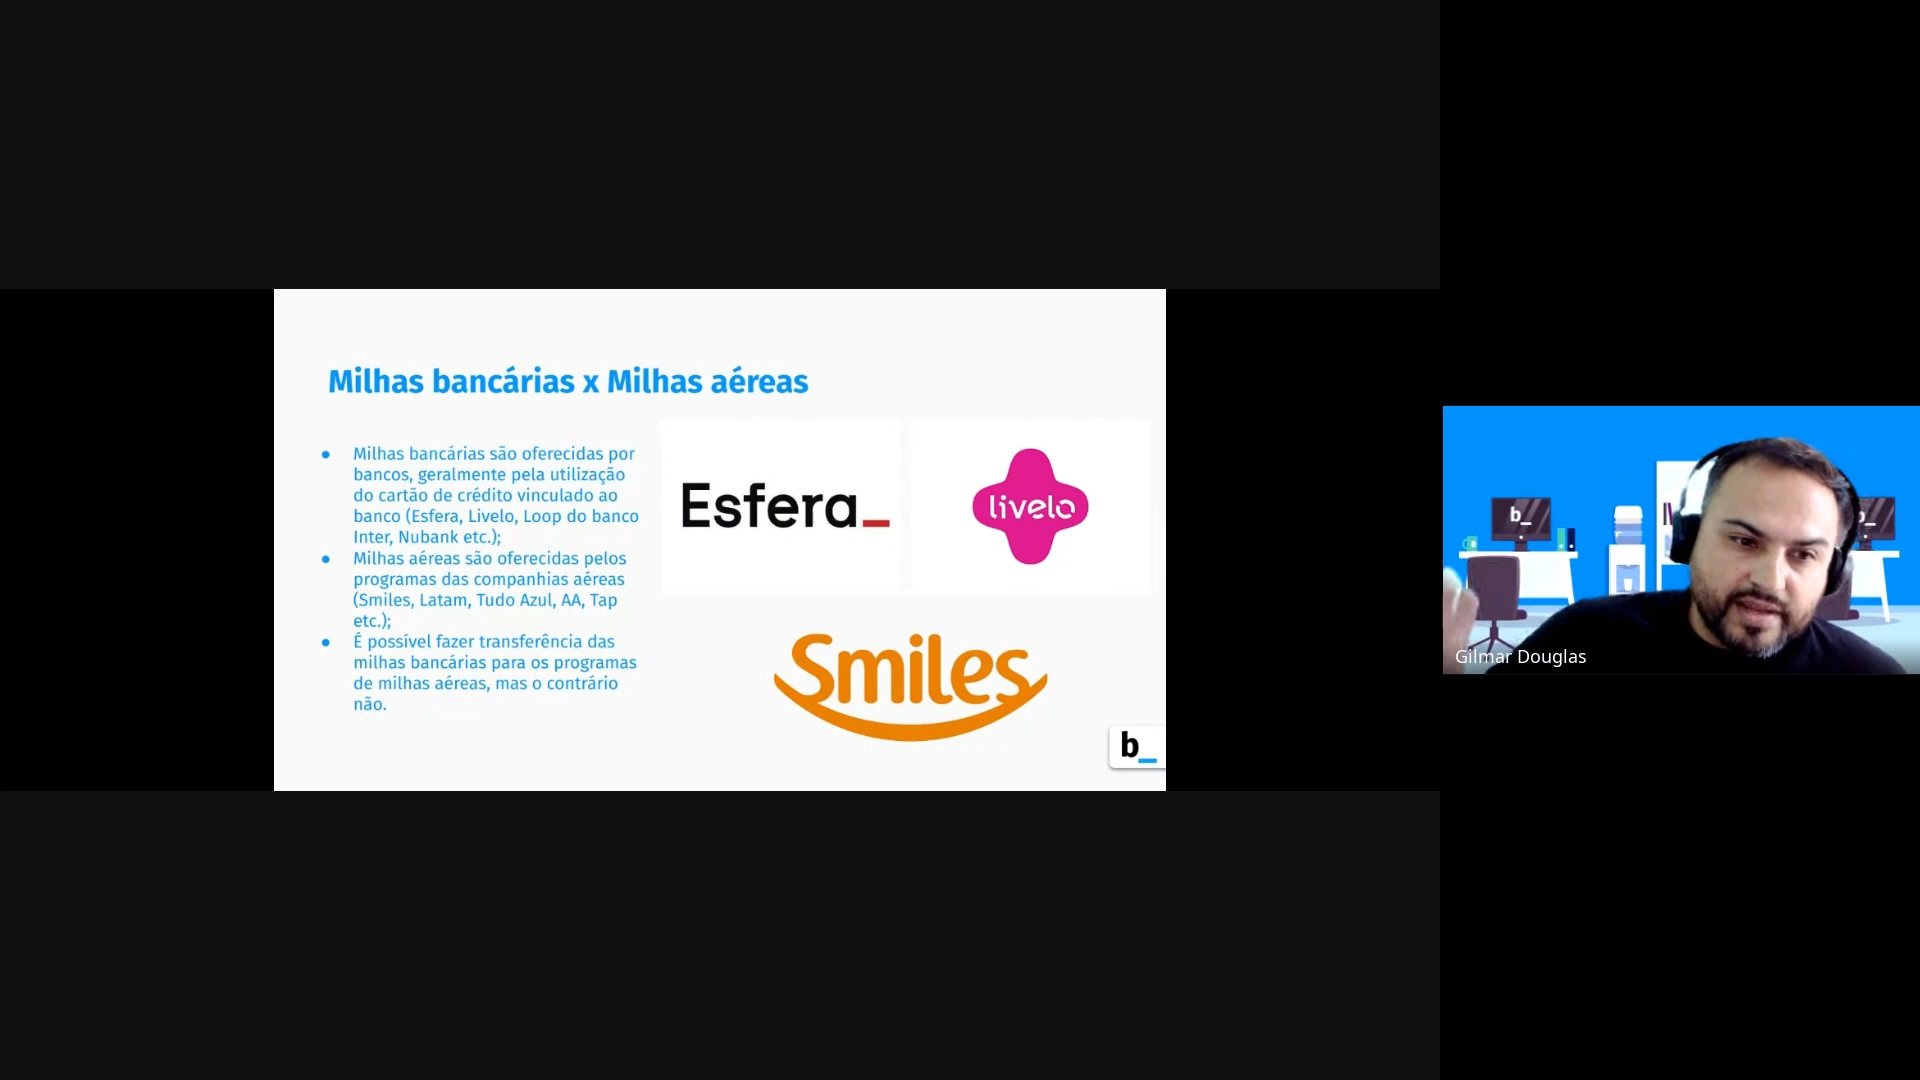 Milhas bancárias x Milhas aéreas
● Milhas bancárias são oferecidas por
bancos, geralmente pela utilização
do cartão de crédito vinculado ao
banco (Esfera, Livelo, Loop do banco
Inter, Nubank etc.);
● Milhas aéreas são oferecidas pelos
programas das companhias aéreas
(Smiles, Latam, Tudo Azul, AA, Tap
etc.);
● É possível fazer transferência das
milhas bancárias para os programas
de milhas aéreas, mas o contrário
não.
Esfera_
livelo
Smiles
b_
b_
b_
Gilmar Douglas